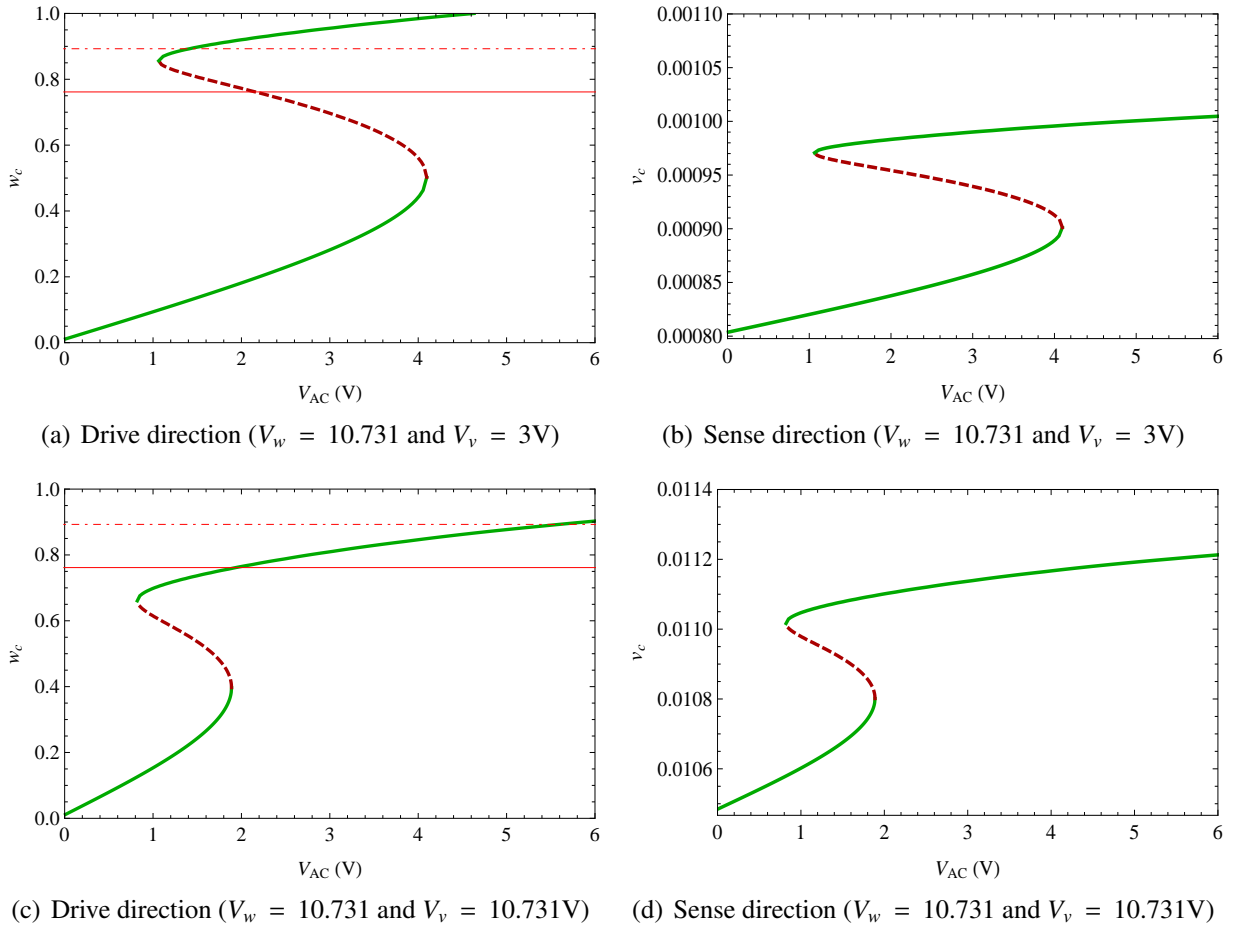 1.0
0.8
0.6
0.4
0.2
0.0
w_c
0 1 2 3 4 5 6
V_AC (V)
(a) Drive direction (V_w = 10.731 and V_v = 3V)
0.00110
0.00105
0.00100
0.00095
0.00090
0.00085
0.00080
v_c
0 1 2 3 4 5 6
V_AC (V)
(b) Sense direction (V_w = 10.731 and V_v = 3V)
1.0
0.8
0.6
0.4
0.2
0.0
w_c
0 1 2 3 4 5 6
V_AC (V)
(c) Drive direction (V_w = 10.731 and V_v = 10.731V)
0.0114
0.0112
0.0110
0.0108
0.0106
v_c
0 1 2 3 4 5 6
V_AC (V)
(d) Sense direction (V_w = 10.731 and V_v = 10.731V)